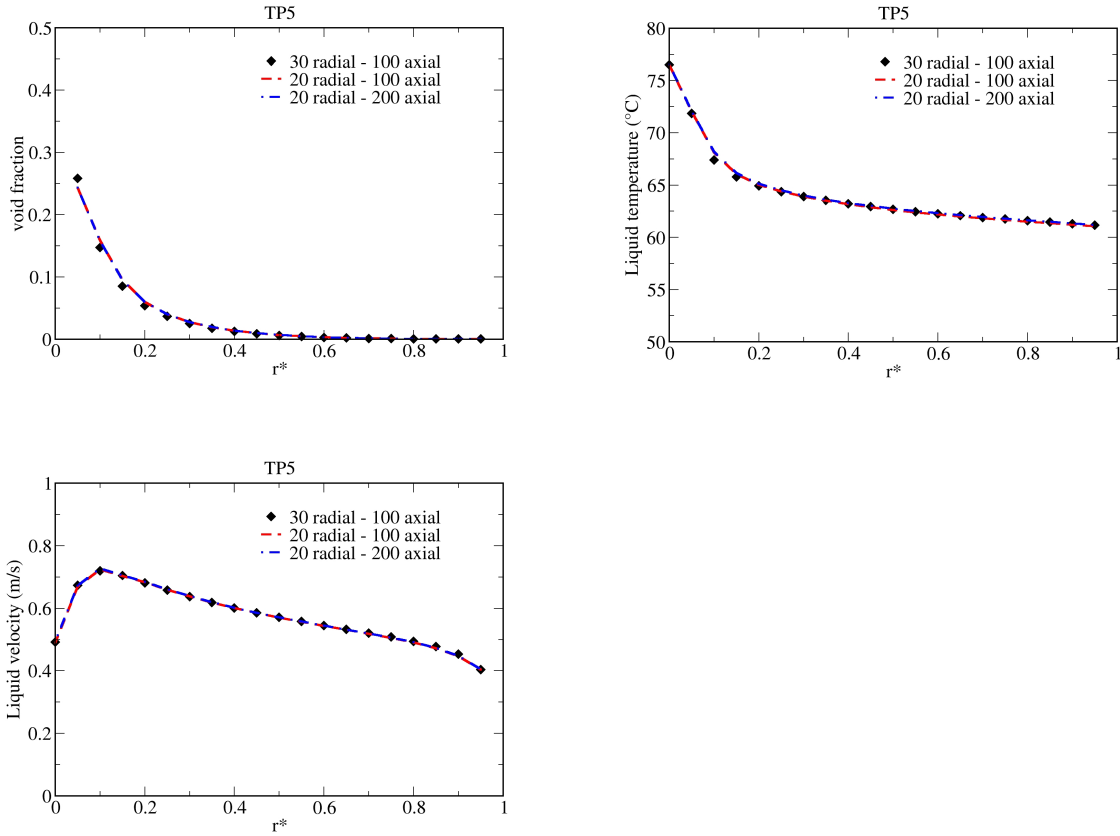 TP5
0.5
0.4
0.3
0.2
0.1
0
void fraction
30 radial - 100 axial
20 radial - 100 axial
20 radial - 200 axial
0 0.2 0.4 0.6 0.8 1
r*
TP5
80
75
70
65
60
55
50
Liquid temperature (°C)
30 radial - 100 axial
20 radial - 100 axial
20 radial - 200 axial
0 0.2 0.4 0.6 0.8 1
r*
TP5
1
0.8
0.6
0.4
0.2
0
Liquid velocity (m/s)
30 radial - 100 axial
20 radial - 100 axial
20 radial - 200 axial
0 0.2 0.4 0.6 0.8 1
r*